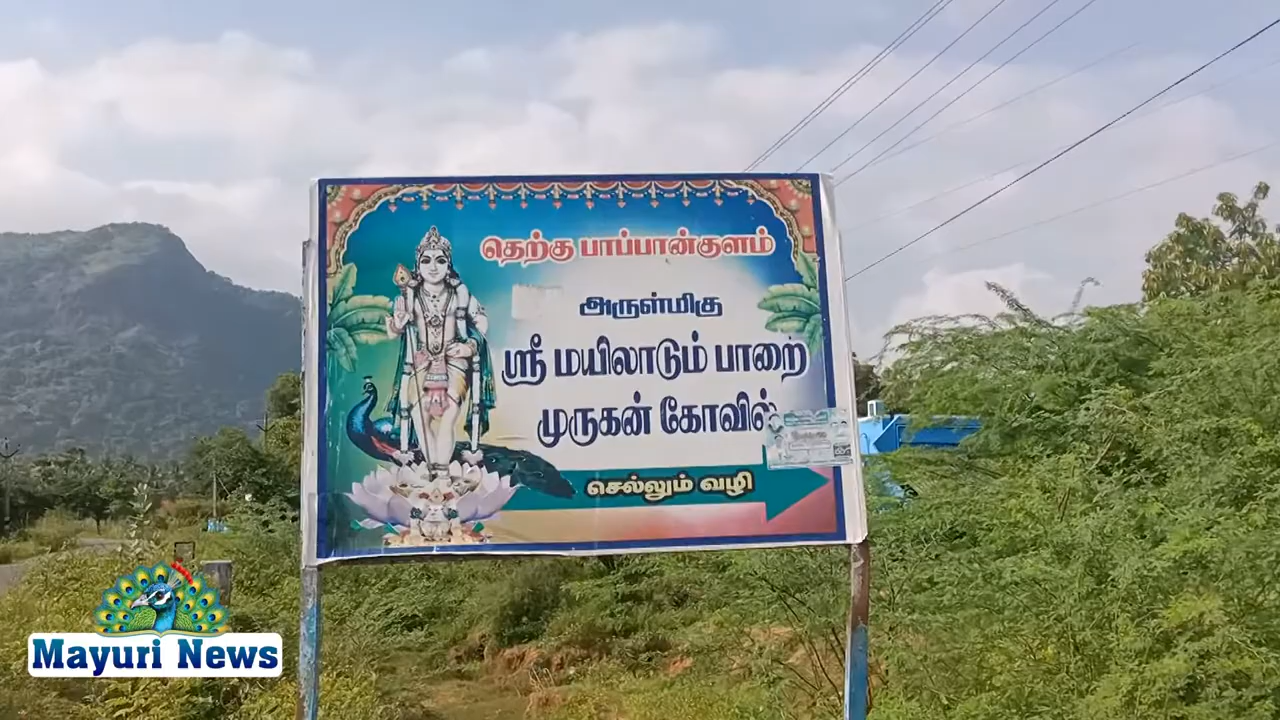 தெற்கு பாப்பான்குளம்
அருள்மிகு
ஸ்ரீ மயிலாடும் பாறை
முருகன் கோவில்
செல்லும் வழி
Mayuri News